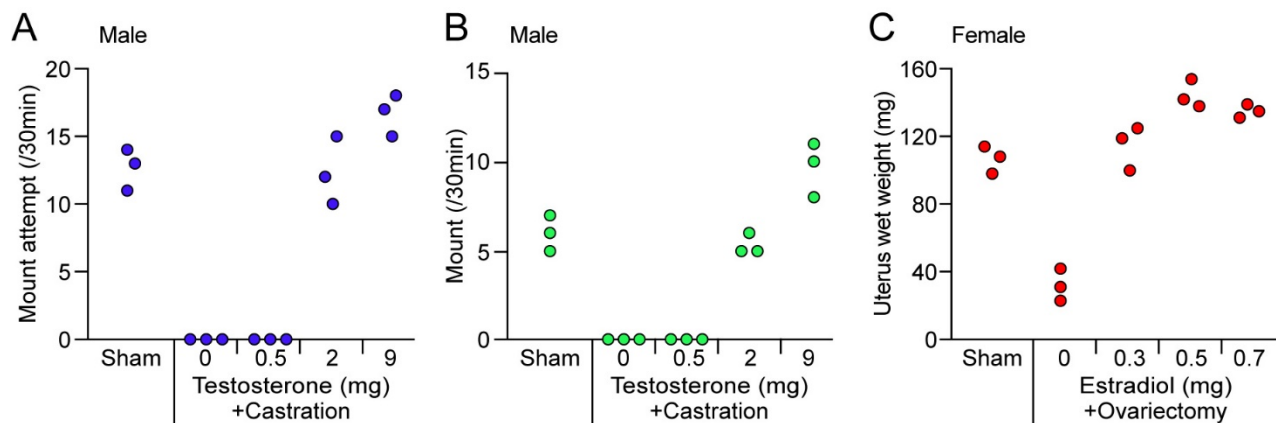 A
Male
Mount attempt (/30min)
20
15
10
5
0
Sham
0
0.5
2
9
Testosterone (mg)
+Castration
B
Male
Mount (/30min)
15
10
5
0
Sham
0
0.5
2
9
Testosterone (mg)
+Castration
C
Female
Uterus wet weight (mg)
160
120
80
40
0
Sham
0
0.3
0.5
0.7
Estradiol (mg)
+Ovariectomy